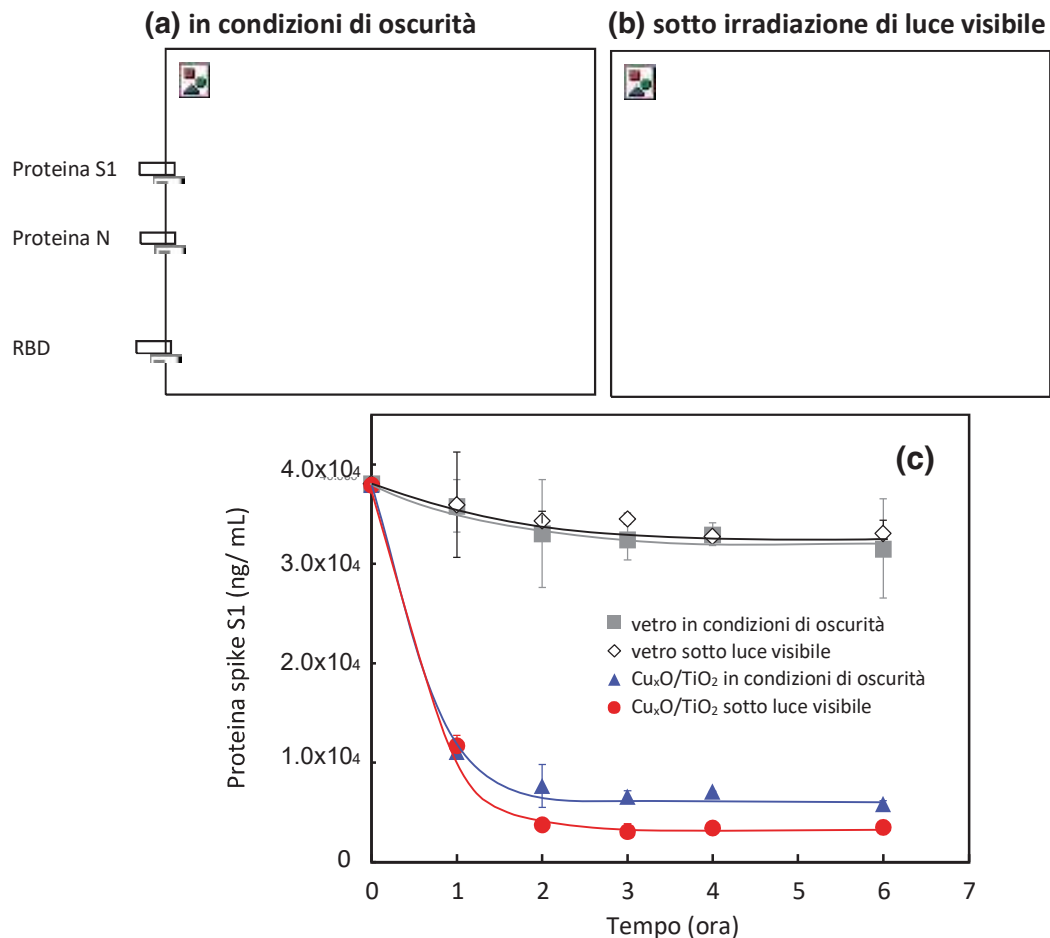 (a) in condizioni di oscurità
(b) sotto irradiazione di luce visibile
Proteina S1
Proteina N
RBD
(c)
Proteina spike S1 (ng/ mL)
4.0x10⁴
3.0x10⁴
2.0x10⁴
1.0x10⁴
0
vetro in condizioni di oscurità
vetro sotto luce visibile
CuₓO/TiO₂ in condizioni di oscurità
CuₓO/TiO₂ sotto luce visibile
0 1 2 3 4 5 6 7
Tempo (ora)